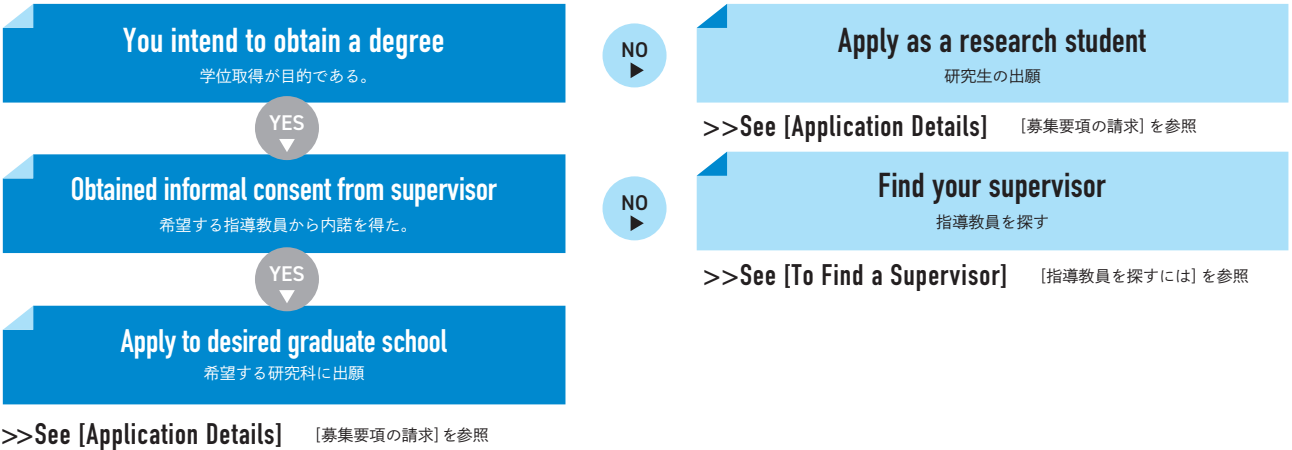 You intend to obtain a degree
学位取得が目的である。
NO
Apply as a research student
研究生の出願
>>See [Application Details] [募集要項の請求] を参照
YES
Obtained informal consent from supervisor
希望する指導教員から内諾を得た。
NO
Find your supervisor
指導教員を探す
>>See [To Find a Supervisor] [指導教員を探すには] を参照
YES
Apply to desired graduate school
希望する研究科に出願
>>See [Application Details] [募集要項の請求] を参照